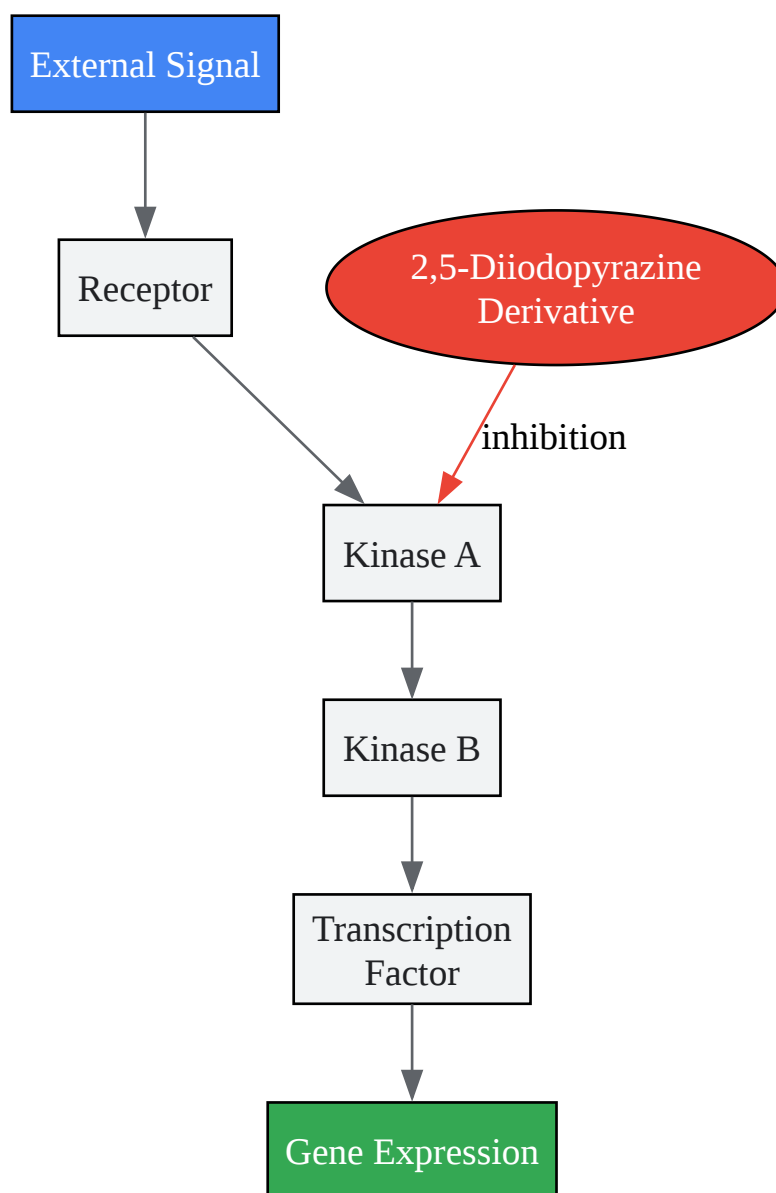 External Signal
Receptor
2,5-Diiodopyrazine
Derivative
inhibition
Kinase A
Kinase B
Transcription
Factor
Gene Expression